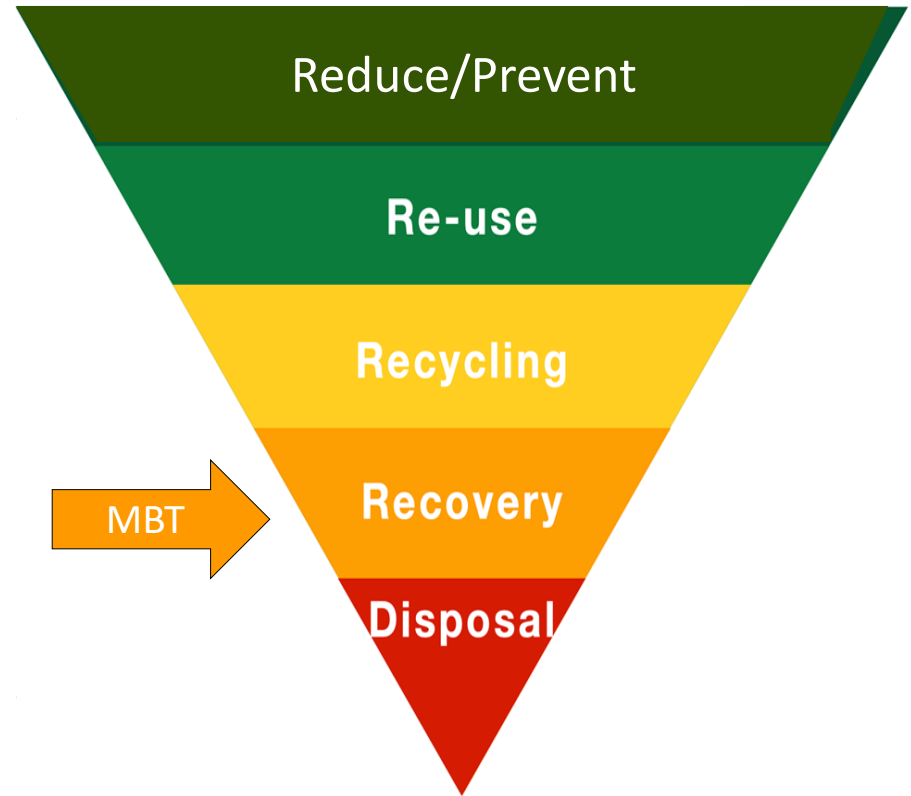 Reduce/Prevent
Re-use
Recycling
Recovery
MBT
Disposal